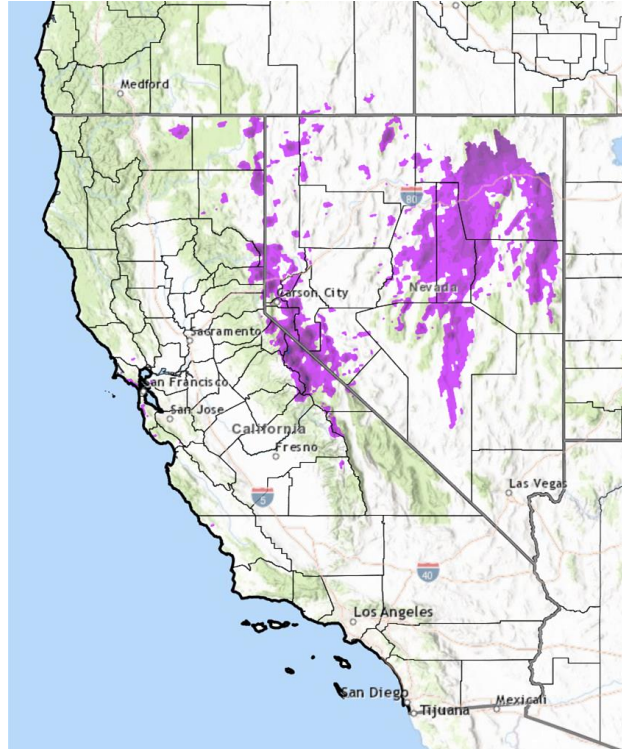 Medford
80
Carson City
Nevada
Sacramento
San Francisco
San Jose
California
Fresno
Las Vegas
5
40
Los Angeles
San Diego
Mexicali
Tijuana